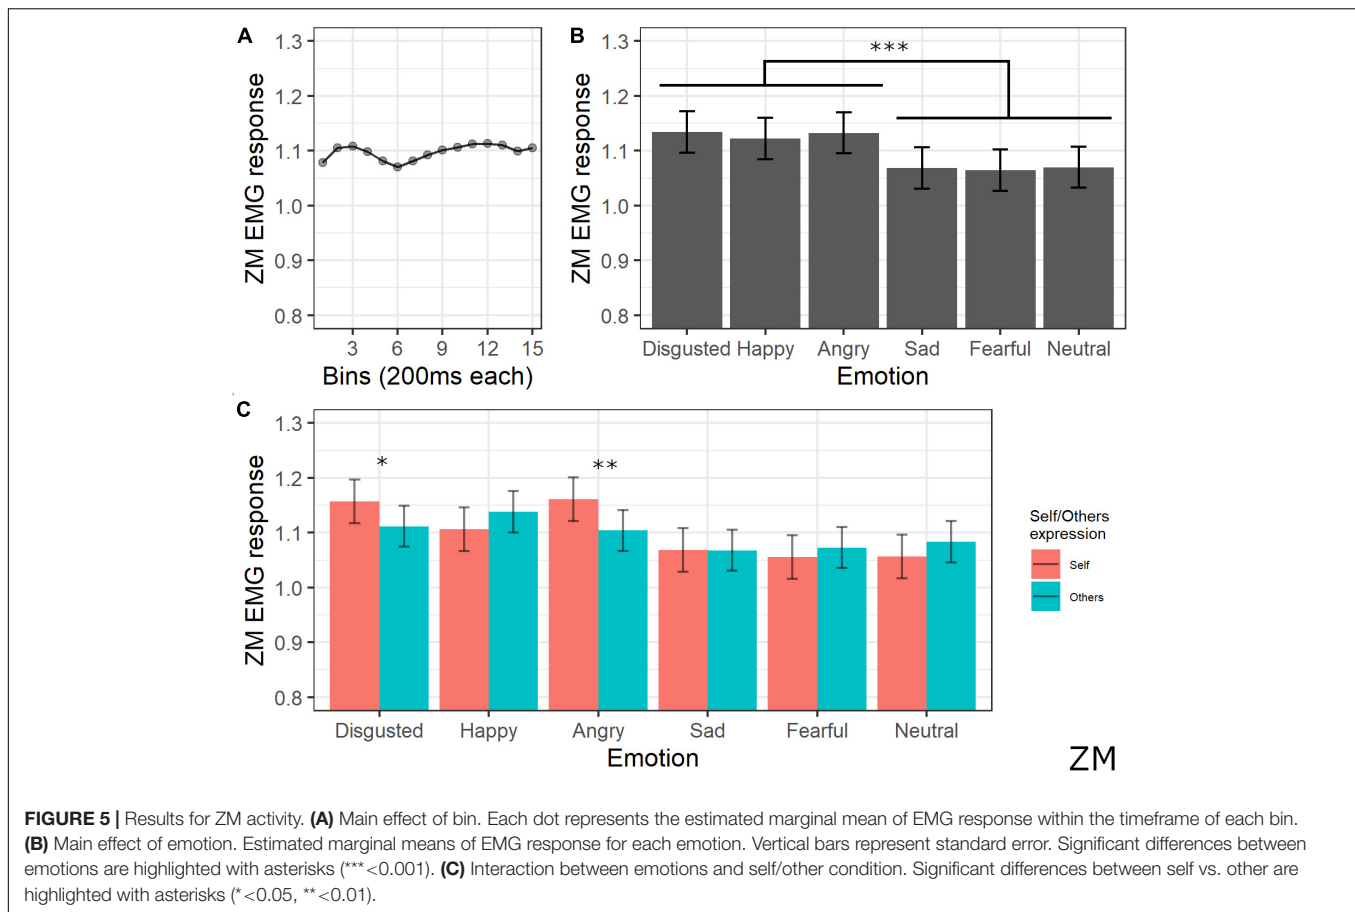 A
1.3
1.2
1.1
1.0
0.9
0.8
ZM EMG response
3 6 9 12 15
Bins (200ms each)
B
1.3
1.2
1.1
1.0
0.9
0.8
ZM EMG response
***
Disgusted Happy Angry Sad Fearful Neutral
Emotion
C
1.3
1.2
1.1
1.0
0.9
0.8
ZM EMG response
*
**
Disgusted Happy Angry Sad Fearful Neutral
Emotion
Self/Others
expression
Self
Others
ZM
FIGURE 5 | Results for ZM activity. (A) Main effect of bin. Each dot represents the estimated marginal mean of EMG response within the timeframe of each bin.
(B) Main effect of emotion. Estimated marginal means of EMG response for each emotion. Vertical bars represent standard error. Significant differences between
emotions are highlighted with asterisks (***<0.001). (C) Interaction between emotions and self/other condition. Significant differences between self vs. other are
highlighted with asterisks (*<0.05, **<0.01).